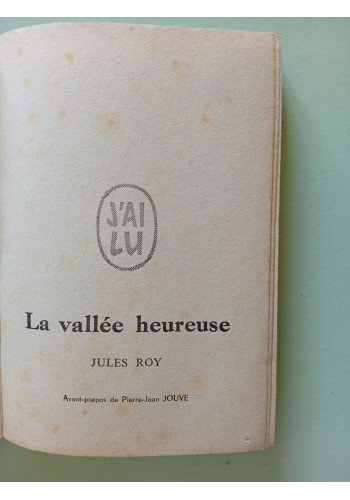 J'AI
LU
La vallée heureuse
JULES ROY
Avant-propos de Pierre-Jean JOUVE